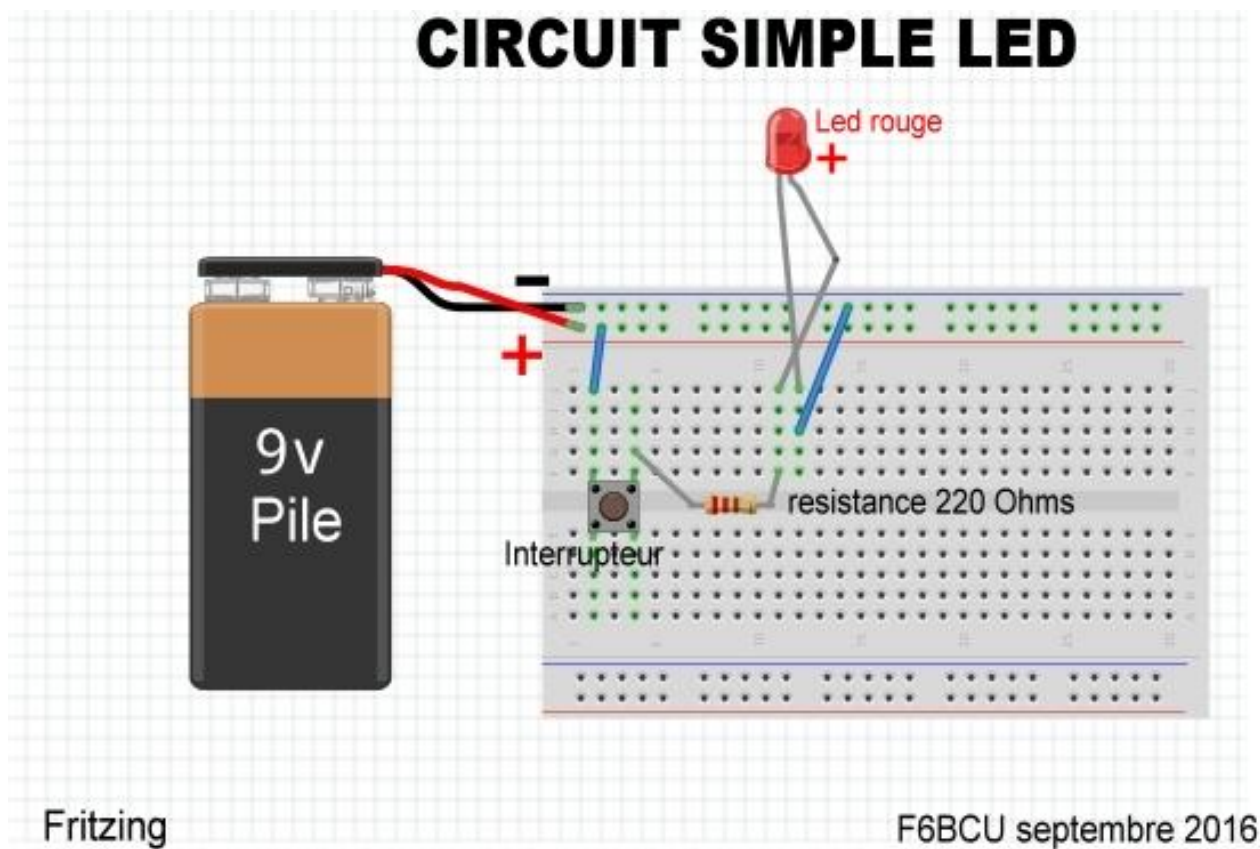 CIRCUIT SIMPLE LED
Led rouge
+
-
+
9v
Pile
resistance 220 Ohms
Interrupteur
Fritzing
F6BCU septembre 2016